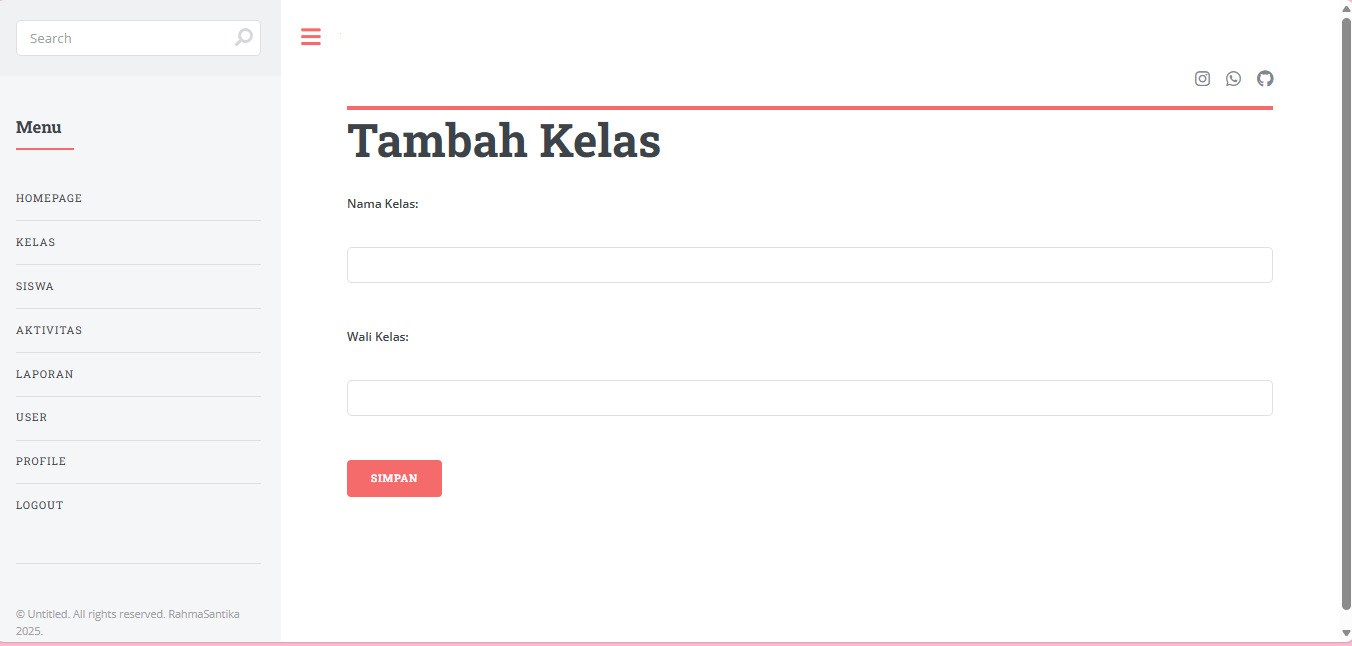 Search
Menu
HOMEPAGE
KELAS
SISWA
AKTIVITAS
LAPORAN
USER
PROFILE
LOGOUT
© Untitled. All rights reserved. RahmaSantika
2025.
Tambah Kelas
Nama Kelas:
Wali Kelas:
SIMPAN